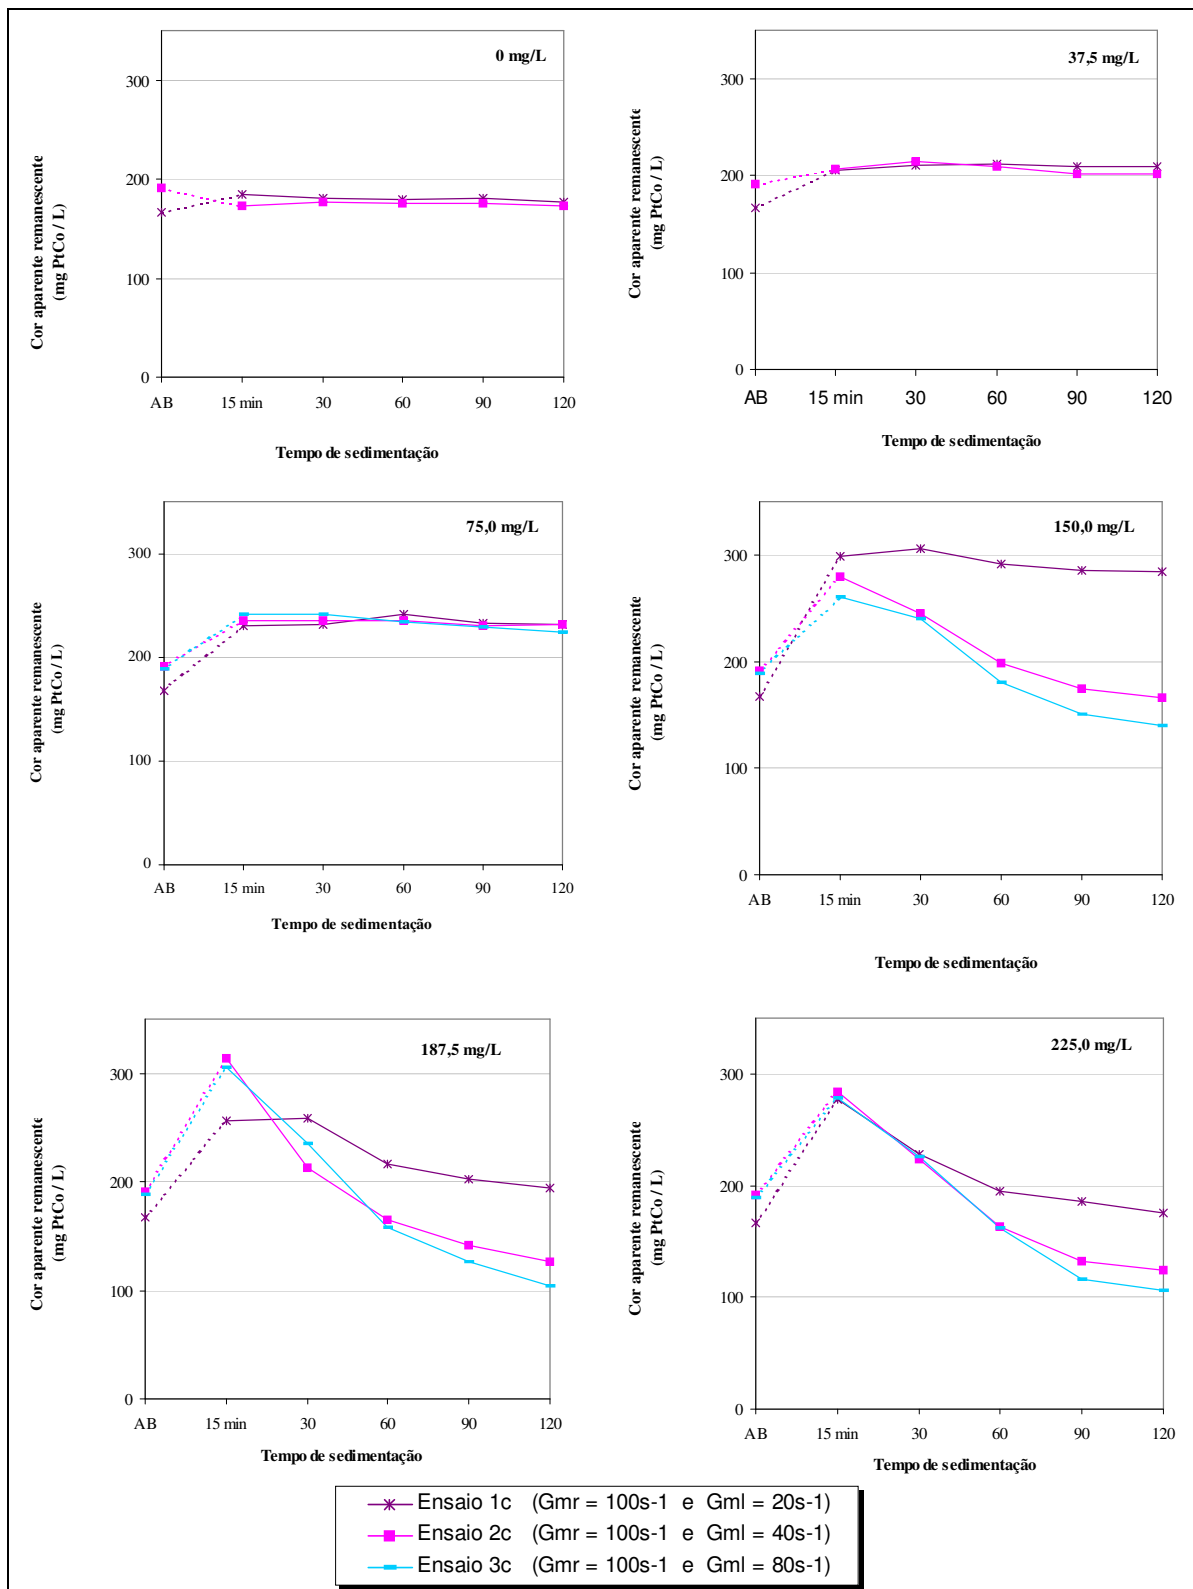 0 mg/L
300
200
100
0
Cor aparente remanescente
(mg PtCo / L)
AB 15 min 30 60 90 120
Tempo de sedimentação
37,5 mg/L
300
200
100
0
Cor aparente remanescente
(mg PtCo / L)
AB 15 min 30 60 90 120
Tempo de sedimentação
75,0 mg/L
300
200
100
0
Cor aparente remanescente
(mg PtCo / L)
AB 15 min 30 60 90 120
Tempo de sedimentação
150,0 mg/L
300
200
100
0
Cor aparente remanescente
(mg PtCo / L)
AB 15 min 30 60 90 120
Tempo de sedimentação
187,5 mg/L
300
200
100
0
Cor aparente remanescente
(mg PtCo / L)
AB 15 min 30 60 90 120
Tempo de sedimentação
225,0 mg/L
300
200
100
0
Cor aparente remanescente
(mg PtCo / L)
AB 15 min 30 60 90 120
Tempo de sedimentação
Ensaio 1c (Gmr = 100s-1 e Gml = 20s-1)
Ensaio 2c (Gmr = 100s-1 e Gml = 40s-1)
Ensaio 3c (Gmr = 100s-1 e Gml = 80s-1)